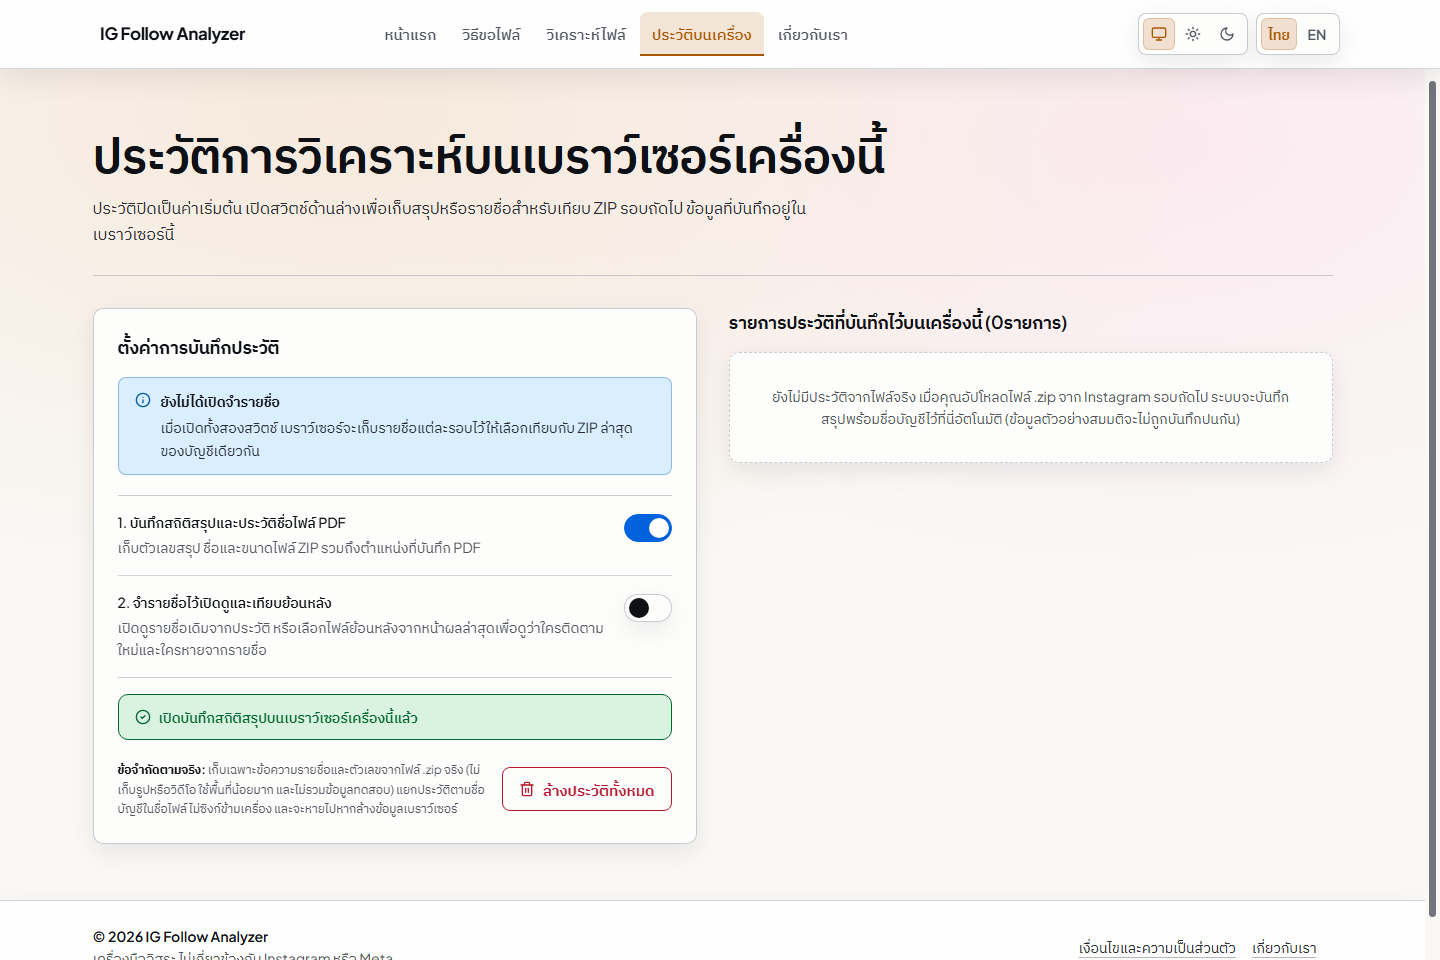 IG Follow Analyzer
หน้าแรก
วิธีขอไฟล์
วิเคราะห์ไฟล์
ประวัติบนเครื่อง
เกี่ยวกับเรา
ไทย
EN
ประวัติการวิเคราะห์บนเบราว์เซอร์เครื่องนี้
ประวัติปิดเป็นค่าเริ่มต้น เปิดสวิตช์ด้านล่างเพื่อเก็บสรุปหรือรายชื่อสำหรับเทียบ ZIP รอบถัดไป ข้อมูลที่บันทึกอยู่ใน
เบราว์เซอร์นี้
ตั้งค่าการบันทึกประวัติ
ยังไม่ได้เปิดจำรายชื่อ
เมื่อเปิดทั้งสองสวิตช์ เบราว์เซอร์จะเก็บรายชื่อแต่ละรอบไว้ให้เลือกเทียบกับ ZIP ล่าสุด
ของบัญชีเดียวกัน
1. บันทึกสถิติสรุปและประวัติชื่อไฟล์ PDF
เก็บตัวเลขสรุป ชื่อและขนาดไฟล์ ZIP รวมถึงตำแหน่งที่บันทึก PDF
2. จำรายชื่อไว้เปิดดูและเทียบย้อนหลัง
เปิดดูรายชื่อเดิมจากประวัติ หรือเลือกไฟล์ย้อนหลังจากหน้าผลล่าสุดเพื่อดูว่าใครติดตาม
ใหม่และใครหายจากรายชื่อ
เปิดบันทึกสถิติสรุปบนเบราว์เซอร์เครื่องนี้แล้ว
ข้อจำกัดตามจริง: เก็บเฉพาะข้อความรายชื่อและตัวเลขจากไฟล์ .zip จริง (ไม่
เก็บรูปหรือวิดีโอ ใช้พื้นที่น้อยมาก และไม่รวมข้อมูลทดสอบ) แยกประวัติตามชื่อ
บัญชีในชื่อไฟล์ ไม่ซิงก์ข้ามเครื่อง และจะหายไปหากล้างข้อมูลเบราว์เซอร์
ล้างประวัติทั้งหมด
รายการประวัติที่บันทึกไว้บนเครื่องนี้ (0รายการ)
ยังไม่มีประวัติจากไฟล์จริง เมื่อคุณอัปโหลดไฟล์ .zip จาก Instagram รอบถัดไป ระบบจะบันทึก
สรุปพร้อมชื่อบัญชีไว้ที่นี่อัตโนมัติ (ข้อมูลตัวอย่างสมมติจะไม่ถูกบันทึกปนกัน)
© 2026 IG Follow Analyzer
เครื่องมืออิสระ ไม่เกี่ยวข้องกับ Instagram หรือ Meta
เงื่อนไขและความเป็นส่วนตัว
เกี่ยวกับเรา